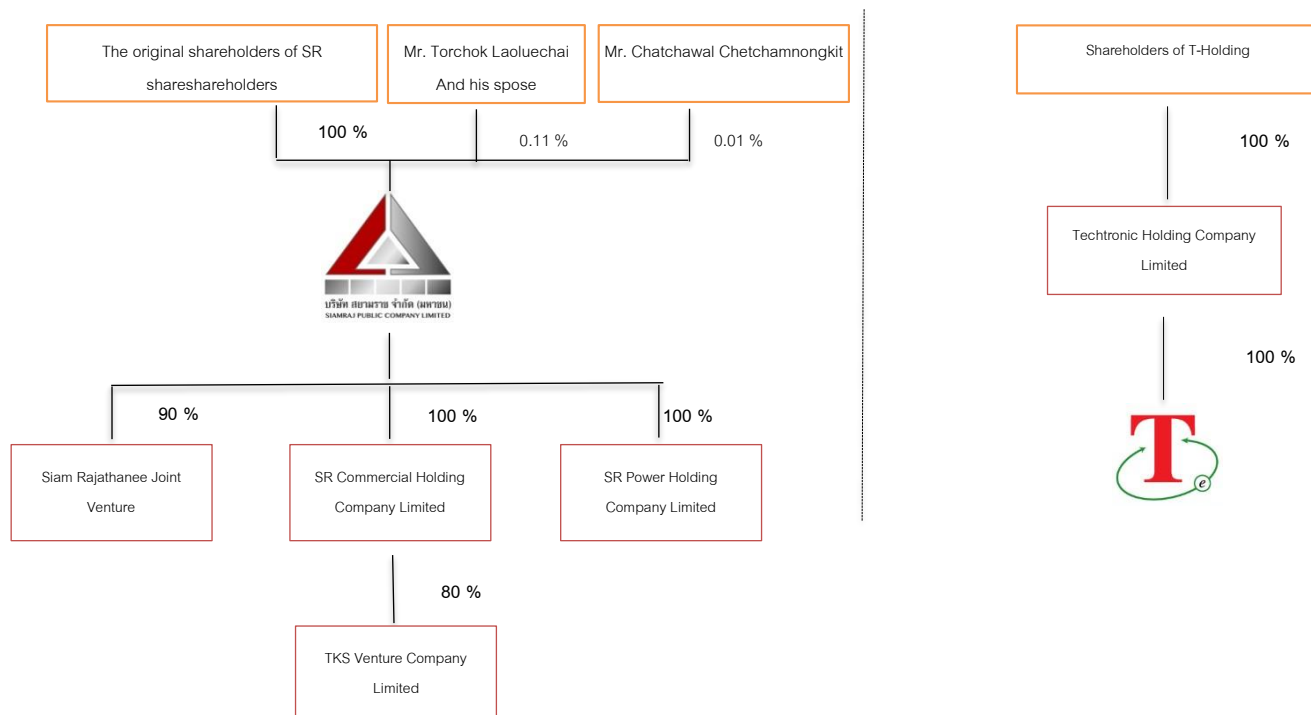 The original shareholders of SR
shareshareholders
Mr. Torchok Laoluechai
And his spose
Mr. Chatchawal Chetchamnongkit
Shareholders of T-Holding
100 %
0.11 %
0.01 %
100 %
บริษัท สยามราช จำกัด (มหาชน)
SIAMRAJ PUBLIC COMPANY LIMITED
Techtronic Holding Company
Limited
100 %
90 %
100 %
100 %
Siam Rajathanee Joint
Venture
SR Commercial Holding
Company Limited
SR Power Holding
Company Limited
T
e
80 %
TKS Venture Company
Limited